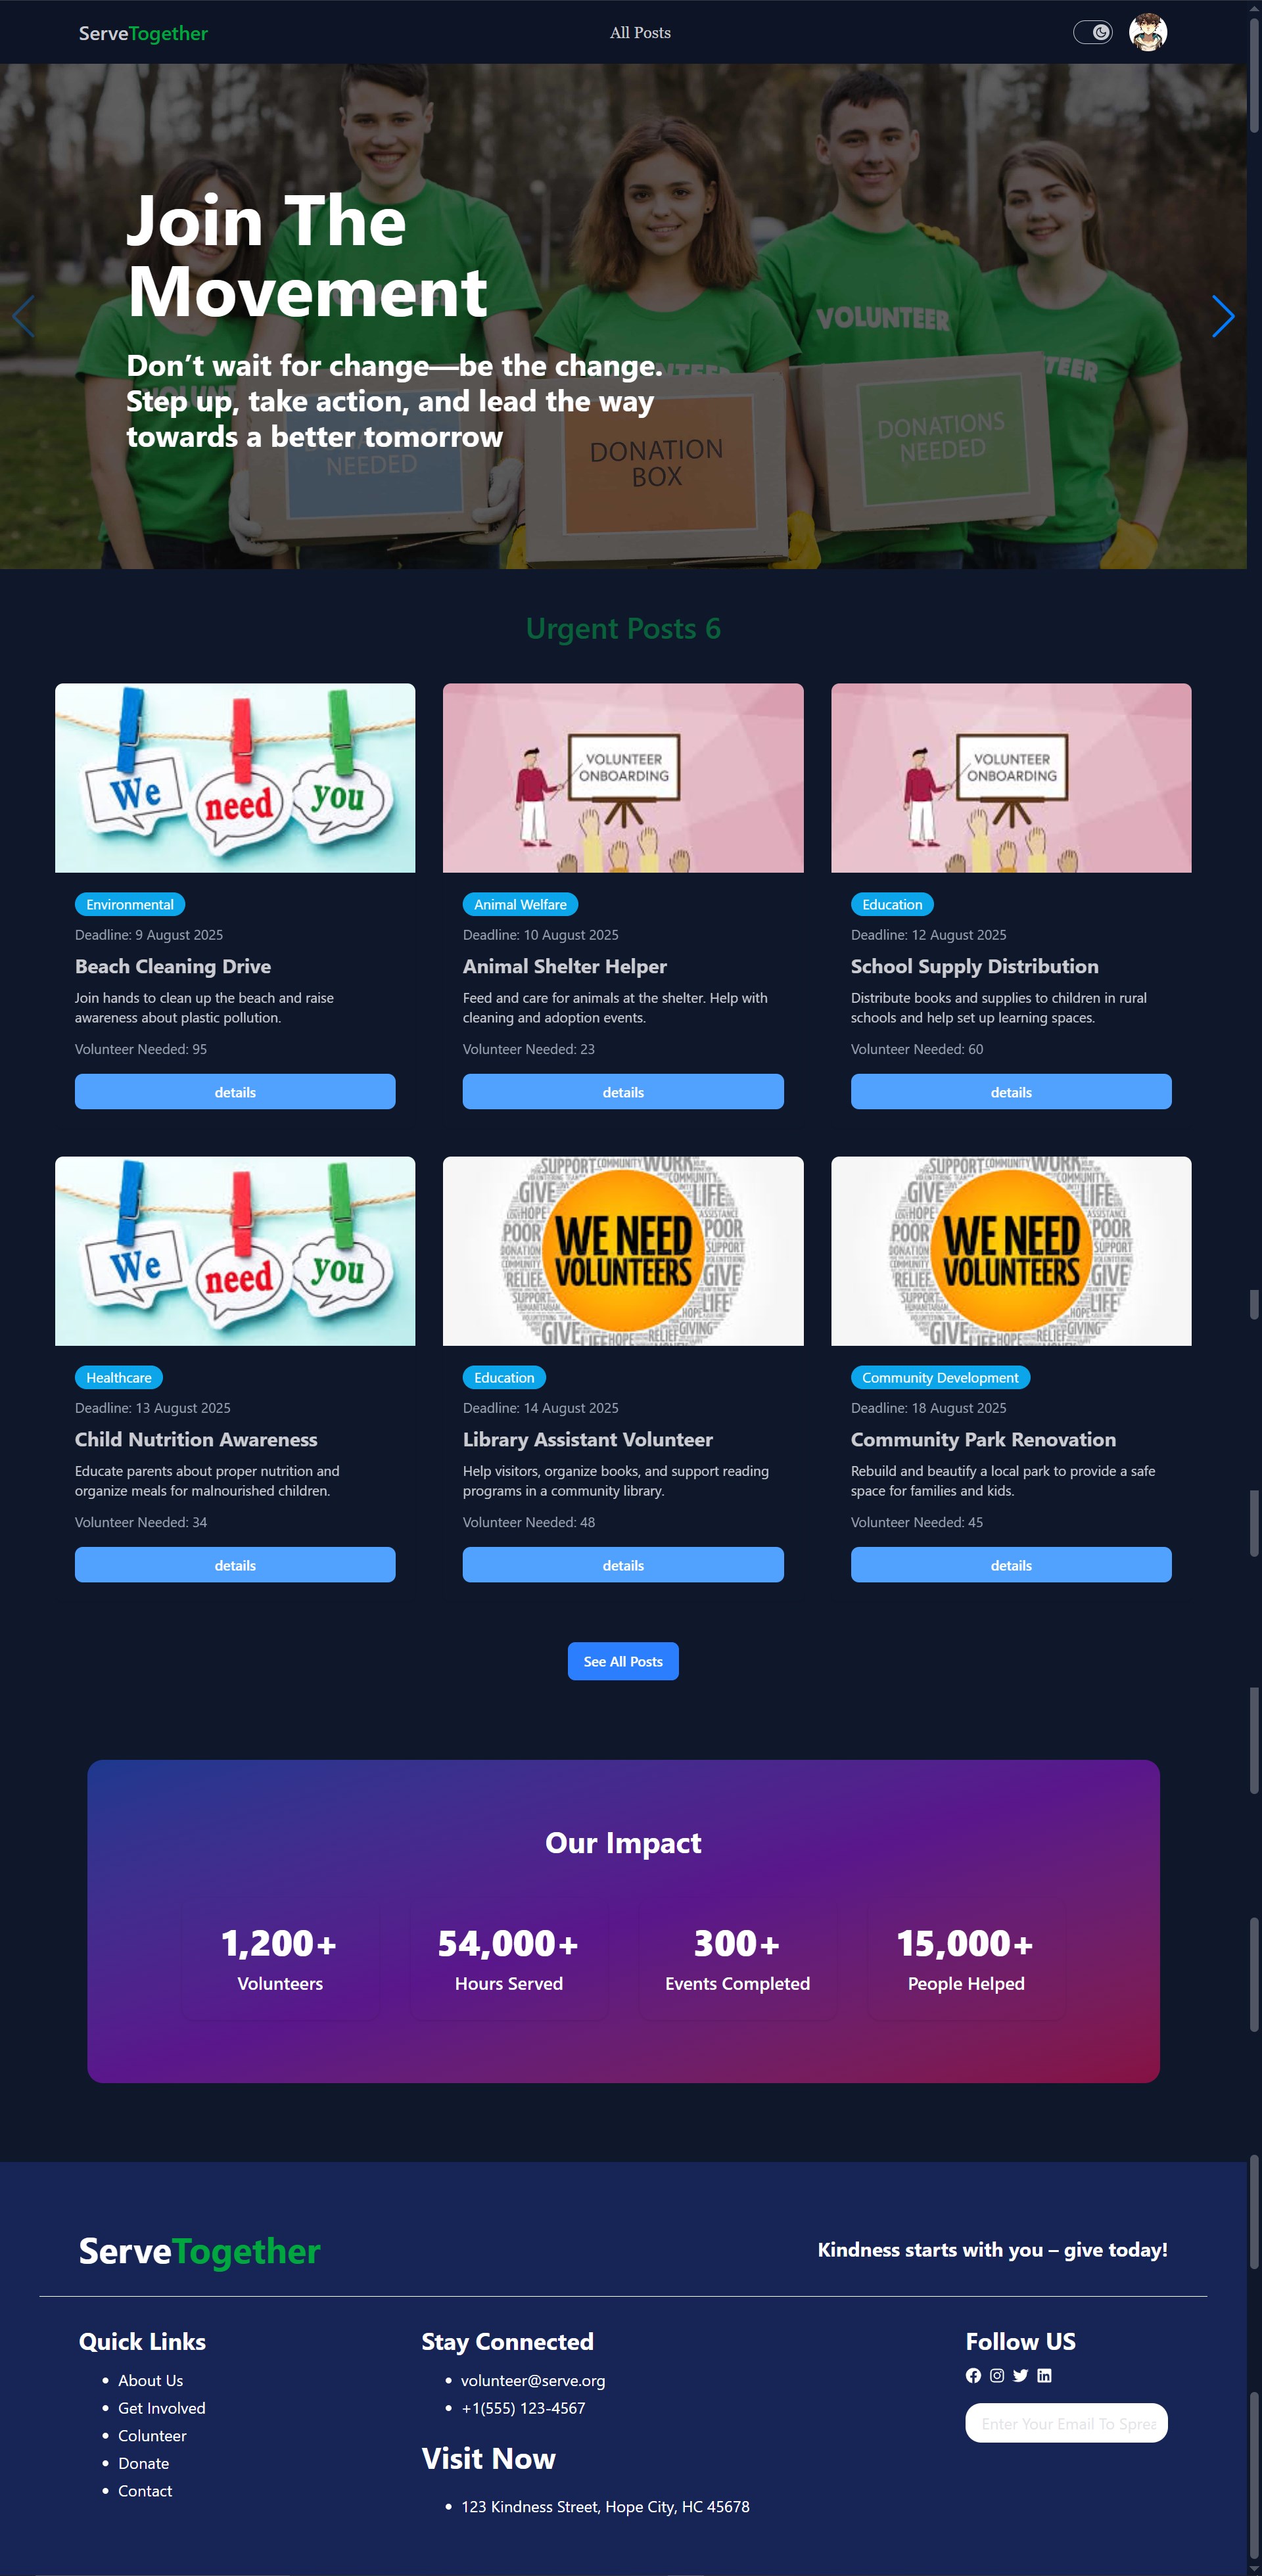 ServeTogether
All Posts
Join The
Movement
Don’t wait for change—be the change.
Step up, take action, and lead the way
towards a better tomorrow
VOLUNTEER
DONATIONS
NEEDED
DONATION
BOX
DONATIONS
NEEDED
Urgent Posts 6
We need you
VOLUNTEER
ONBOARDING
VOLUNTEER
ONBOARDING
Environmental
Deadline: 9 August 2025
Beach Cleaning Drive
Join hands to clean up the beach and raise
awareness about plastic pollution.
Volunteer Needed: 95
details
Animal Welfare
Deadline: 10 August 2025
Animal Shelter Helper
Feed and care for animals at the shelter. Help with
cleaning and adoption events.
Volunteer Needed: 23
details
Education
Deadline: 12 August 2025
School Supply Distribution
Distribute books and supplies to children in rural
schools and help set up learning spaces.
Volunteer Needed: 60
details
We need you
WE NEED
VOLUNTEERS
WE NEED
VOLUNTEERS
Healthcare
Deadline: 13 August 2025
Child Nutrition Awareness
Educate parents about proper nutrition and
organize meals for malnourished children.
Volunteer Needed: 34
details
Education
Deadline: 14 August 2025
Library Assistant Volunteer
Help visitors, organize books, and support reading
programs in a community library.
Volunteer Needed: 48
details
Community Development
Deadline: 18 August 2025
Community Park Renovation
Rebuild and beautify a local park to provide a safe
space for families and kids.
Volunteer Needed: 45
details
See All Posts
Our Impact
1,200+
Volunteers
54,000+
Hours Served
300+
Events Completed
15,000+
People Helped
ServeTogether
Kindness starts with you – give today!
Quick Links
About Us
Get Involved
Colunteer
Donate
Contact
Stay Connected
volunteer@serve.org
+1(555) 123-4567
Visit Now
123 Kindness Street, Hope City, HC 45678
Follow US
Enter Your Email To Sprea